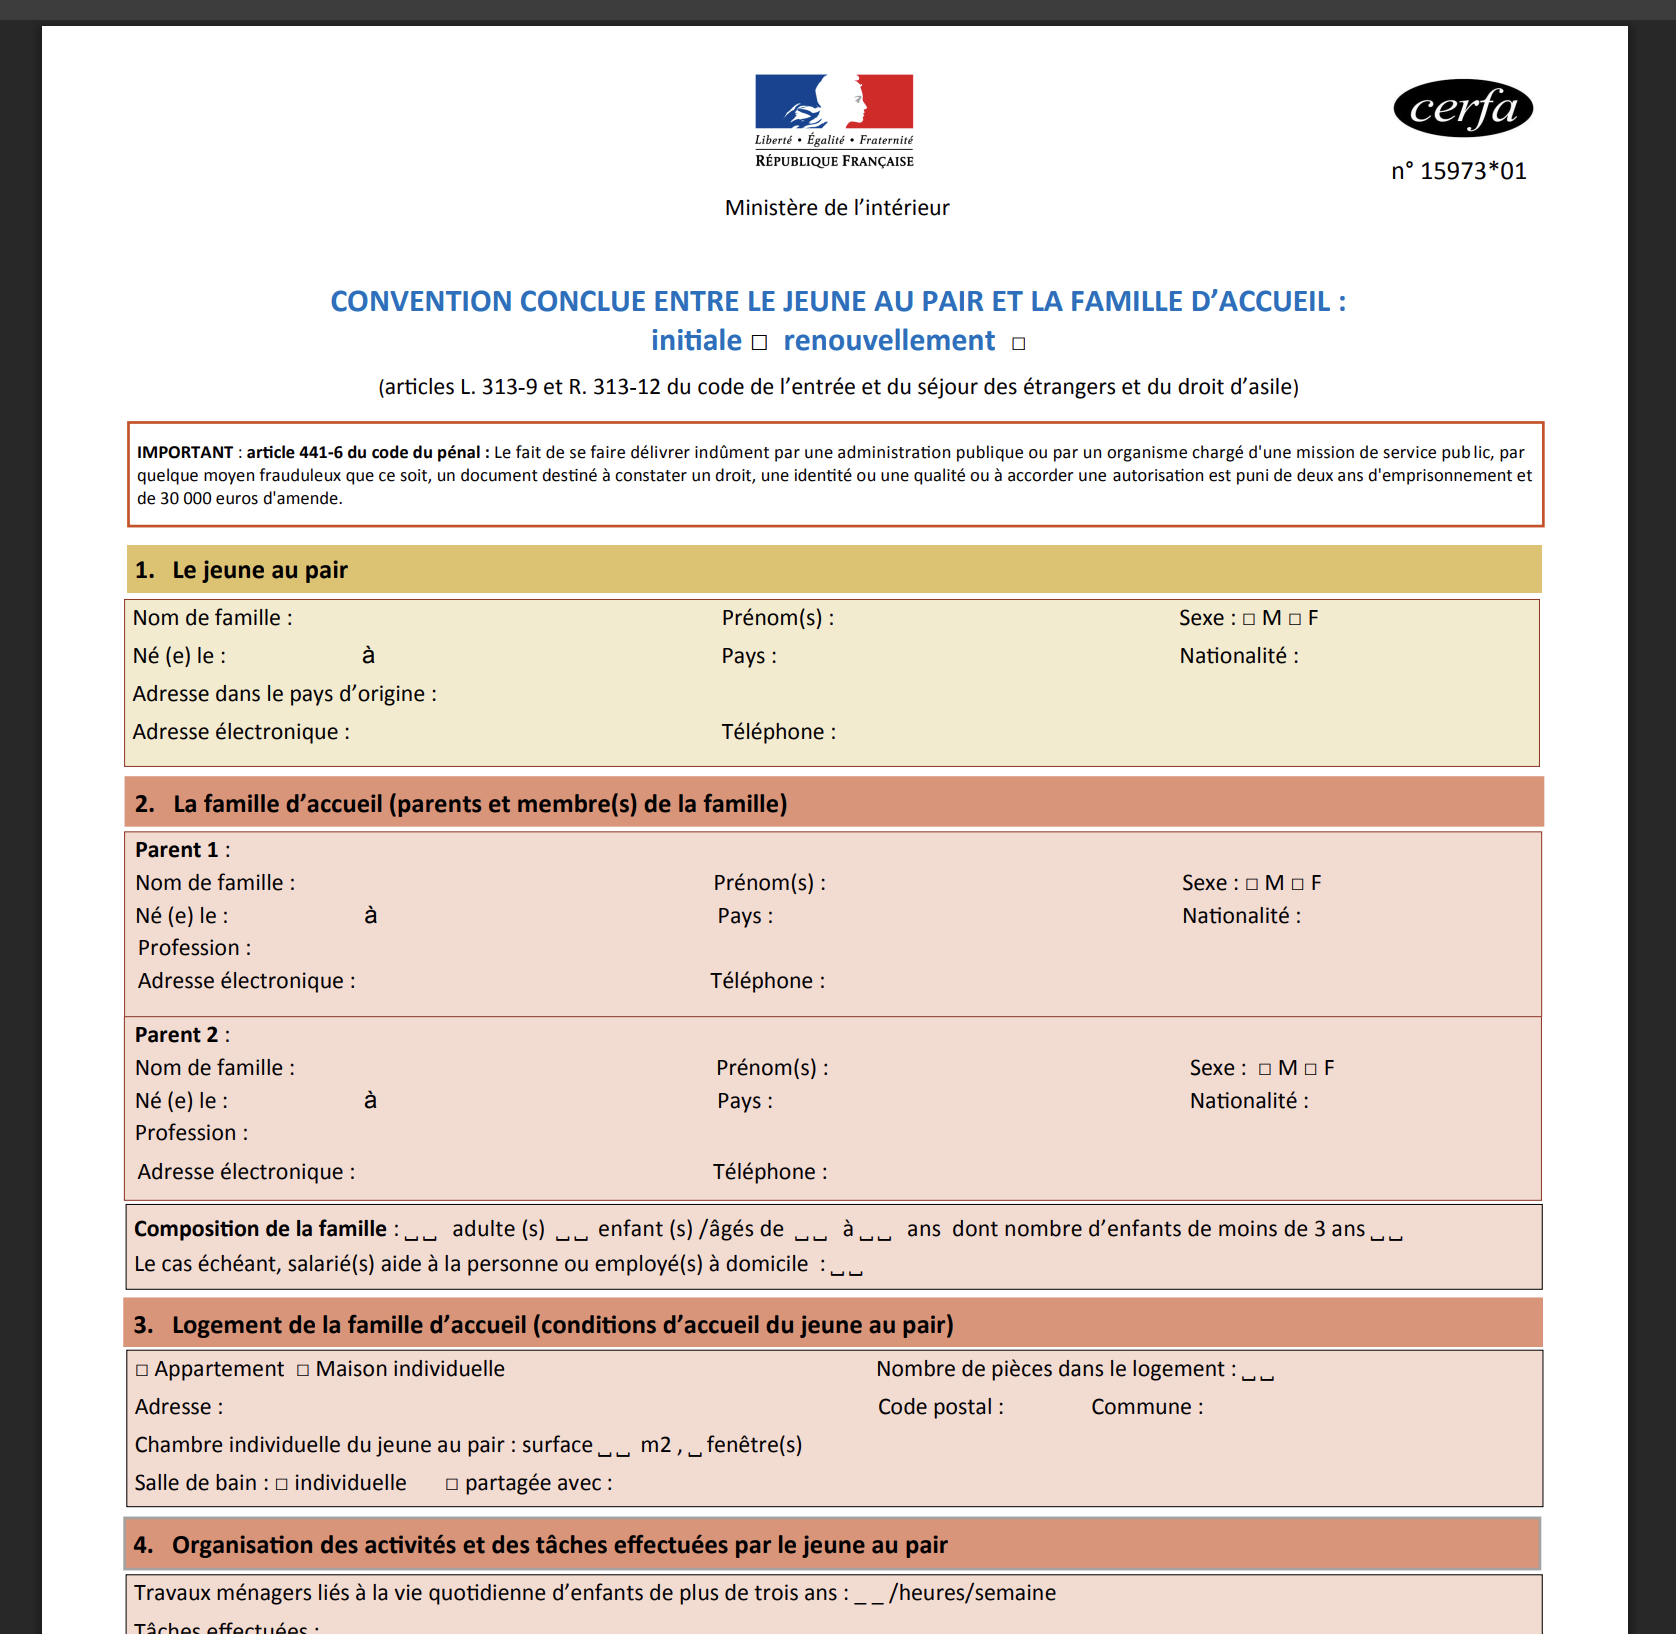 Liberté • Égalité • Fraternité
RÉPUBLIQUE FRANÇAISE
cerfa
n° 15973*01
Ministère de l’intérieur
CONVENTION CONCLUE ENTRE LE JEUNE AU PAIR ET LA FAMILLE D’ACCUEIL :
initiale □ renouvellement □
(articles L. 313-9 et R. 313-12 du code de l’entrée et du séjour des étrangers et du droit d’asile)
IMPORTANT : article 441-6 du code du pénal : Le fait de se faire délivrer indûment par une administration publique ou par un organisme chargé d'une mission de service public, par
quelque moyen frauduleux que ce soit, un document destiné à constater un droit, une identité ou une qualité ou à accorder une autorisation est puni de deux ans d'emprisonnement et
de 30 000 euros d'amende.
1. Le jeune au pair
Nom de famille : Prénom(s) : Sexe : □ M □ F
Né (e) le : à Pays : Nationalité :
Adresse dans le pays d’origine :
Adresse électronique : Téléphone :
2. La famille d’accueil (parents et membre(s) de la famille)
Parent 1 :
Nom de famille : Prénom(s) : Sexe : □ M □ F
Né (e) le : à Pays : Nationalité :
Profession :
Adresse électronique : Téléphone :
Parent 2 :
Nom de famille : Prénom(s) : Sexe : □ M □ F
Né (e) le : à Pays : Nationalité :
Profession :
Adresse électronique : Téléphone :
Composition de la famille : ⎵⎵ adulte (s) ⎵⎵ enfant (s) /âgés de ⎵⎵ à ⎵⎵ ans dont nombre d’enfants de moins de 3 ans ⎵⎵
Le cas échéant, salarié(s) aide à la personne ou employé(s) à domicile : ⎵⎵
3. Logement de la famille d’accueil (conditions d’accueil du jeune au pair)
□ Appartement □ Maison individuelle Nombre de pièces dans le logement : ⎵⎵
Adresse : Code postal : Commune :
Chambre individuelle du jeune au pair : surface ⎵⎵ m2 , ⎵ fenêtre(s)
Salle de bain : □ individuelle □ partagée avec :
4. Organisation des activités et des tâches effectuées par le jeune au pair
Travaux ménagers liés à la vie quotidienne d’enfants de plus de trois ans : _ _ /heures/semaine
Tâches effectuées :